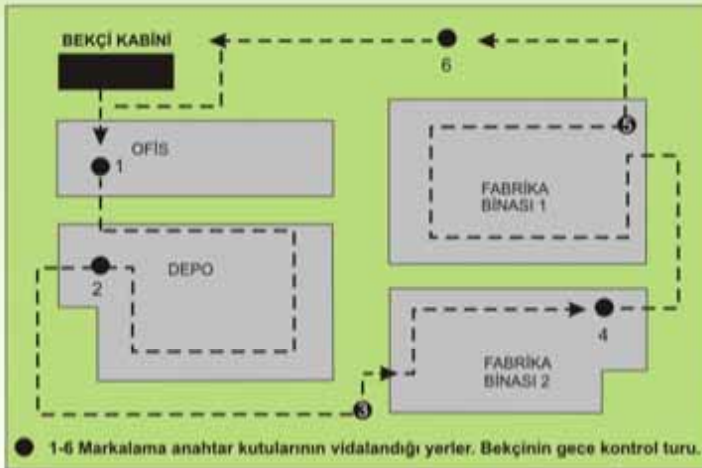 BEKÇİ KABİNİ
6
5
OFİS
1
FABRİKA
BİNASI 1
DEPO
2
4
FABRİKA
BİNASI 2
3
1-6 Markalama anahtar kutularının vidalandığı yerler. Bekçinin gece kontrol turu.